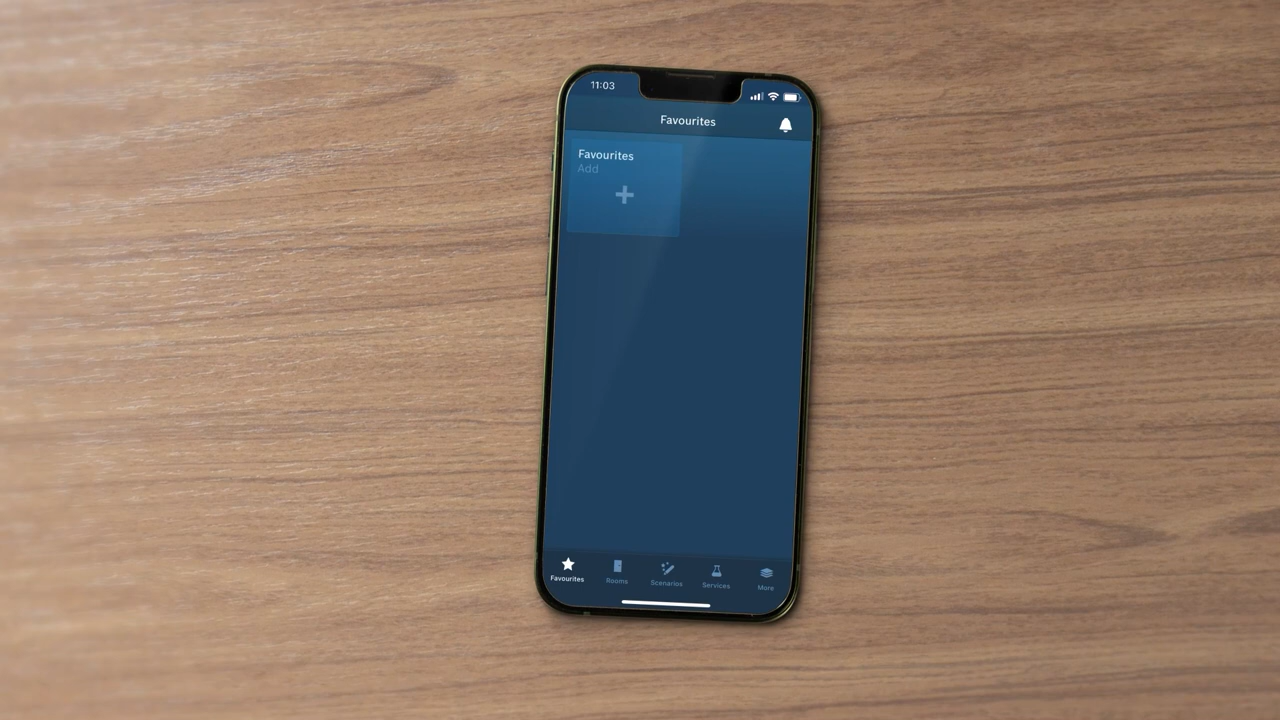 11:03
Favourites
Favourites
Add
Favourites
Rooms
Scenarios
Services
More